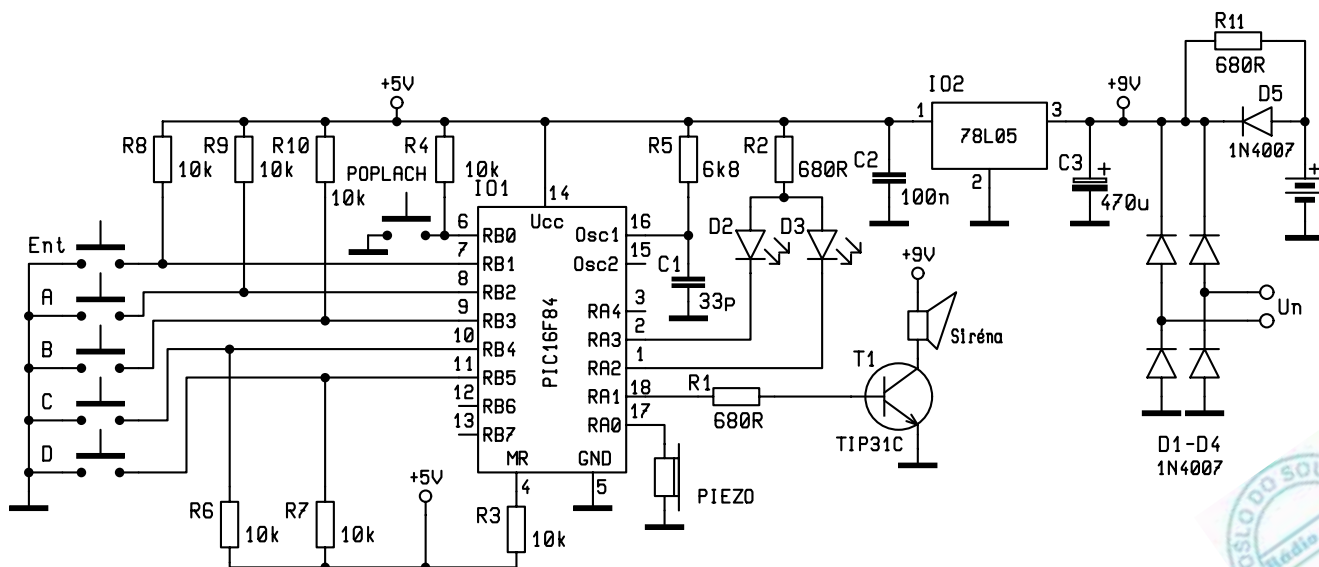 R11
680R
D5
1N4007
+5V
IO2
+9V
1
78L05
3
2
R8
10k
R9
10k
R10
10k
R4
10k
POPLACH
R5
6k8
R2
680R
C2
100n
C3
+
470u
+
IO1
14
Ucc
PIC16F84
6
RB0
7
RB1
8
RB2
9
RB3
10
RB4
11
RB5
12
RB6
13
RB7
MR
4
GND
5
16
Osc1
15
Osc2
3
RA4
2
RA3
1
RA2
18
RA1
17
RA0
Ent
A
B
C
D
C1
33p
D2
D3
+9V
Siréna
T1
TIP31C
R1
680R
PIEZO
Un
D1-D4
1N4007
R6
10k
R7
10k
+5V
R3
10k
OSLO DO SOU
Rádio